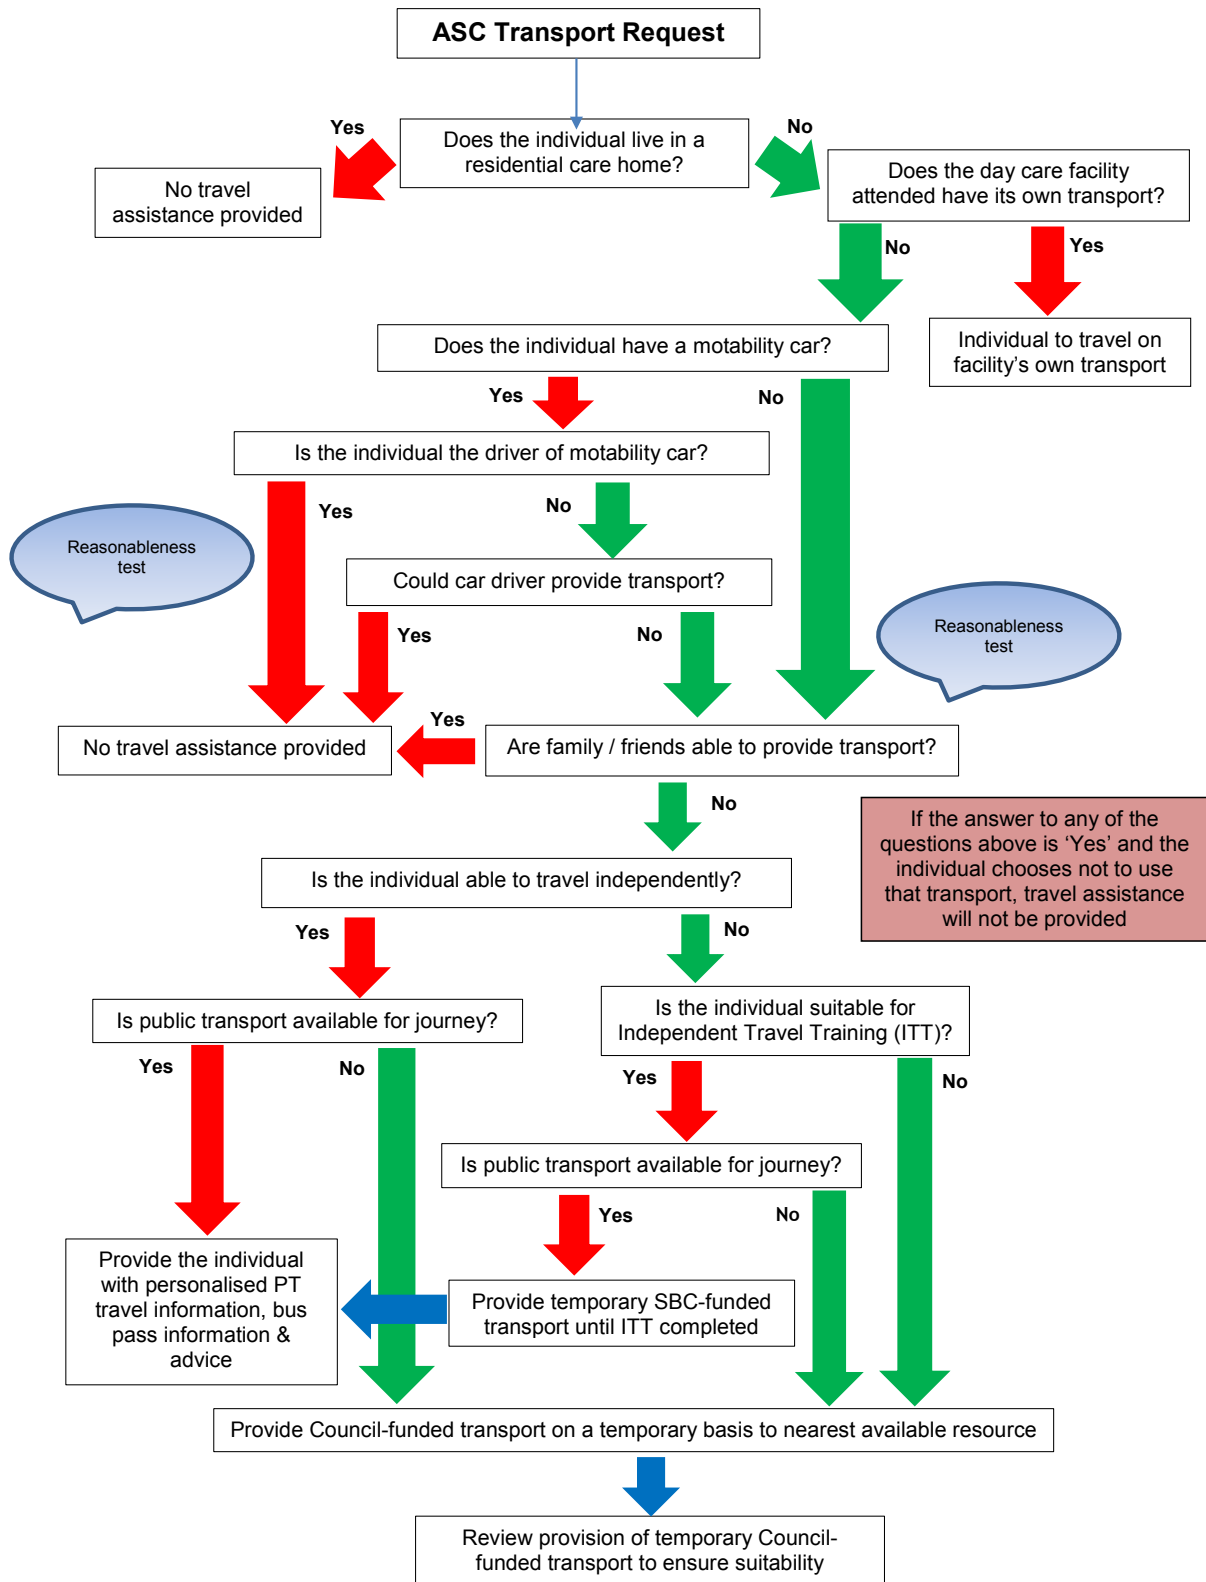 ASC Transport Request
Yes
Does the individual live in a
residential care home?
No
No travel
assistance provided
Does the day care facility
attended have its own transport?
No
Yes
Does the individual have a motability car?
Individual to travel on
facility’s own transport
Yes
No
Is the individual the driver of motability car?
Yes
No
Reasonableness
test
Could car driver provide transport?
Yes
No
Reasonableness
test
No travel assistance provided
Yes
Are family / friends able to provide transport?
No
If the answer to any of the
questions above is ‘Yes’ and the
individual chooses not to use
that transport, travel assistance
will not be provided
Is the individual able to travel independently?
Yes
No
Is public transport available for journey?
Is the individual suitable for
Independent Travel Training (ITT)?
Yes
No
Yes
No
Is public transport available for journey?
Yes
No
Provide the individual
with personalised PT
travel information, bus
pass information &
advice
Provide temporary SBC-funded
transport until ITT completed
Provide Council-funded transport on a temporary basis to nearest available resource
Review provision of temporary Council-
funded transport to ensure suitability